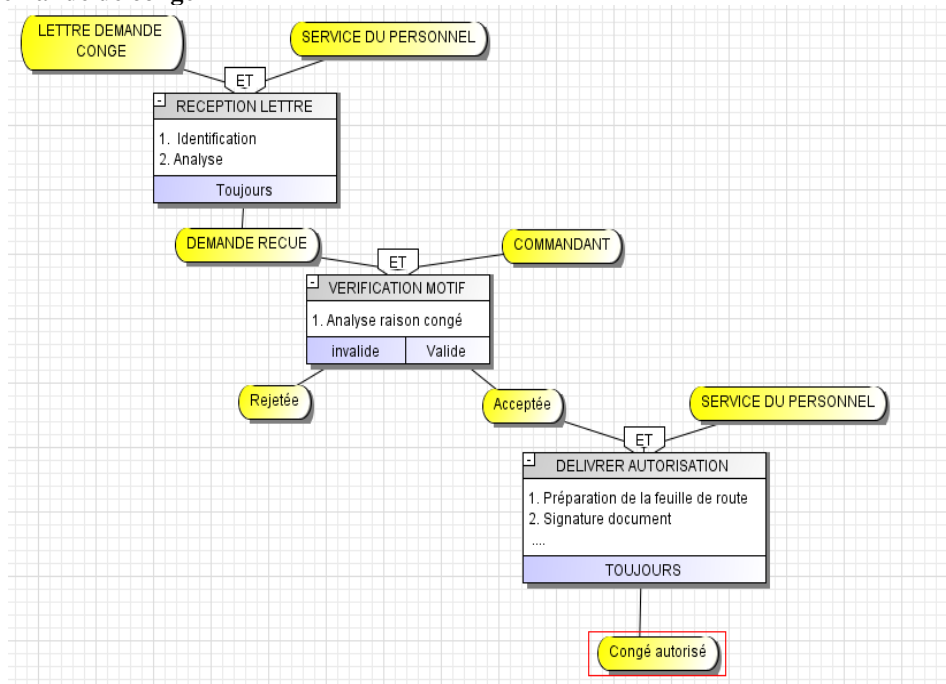 LETTRE DEMANDE
CONGE
SERVICE DU PERSONNEL
ET
RECEPTION LETTRE
1. Identification
2. Analyse
Toujours
DEMANDE RECUE
COMMANDANT
ET
VERIFICATION MOTIF
1. Analyse raison congé
invalide
Valide
Rejetée
Acceptée
SERVICE DU PERSONNEL
ET
DELIVRER AUTORISATION
1. Préparation de la feuille de route
2. Signature document
....
TOUJOURS
Congé autorisé